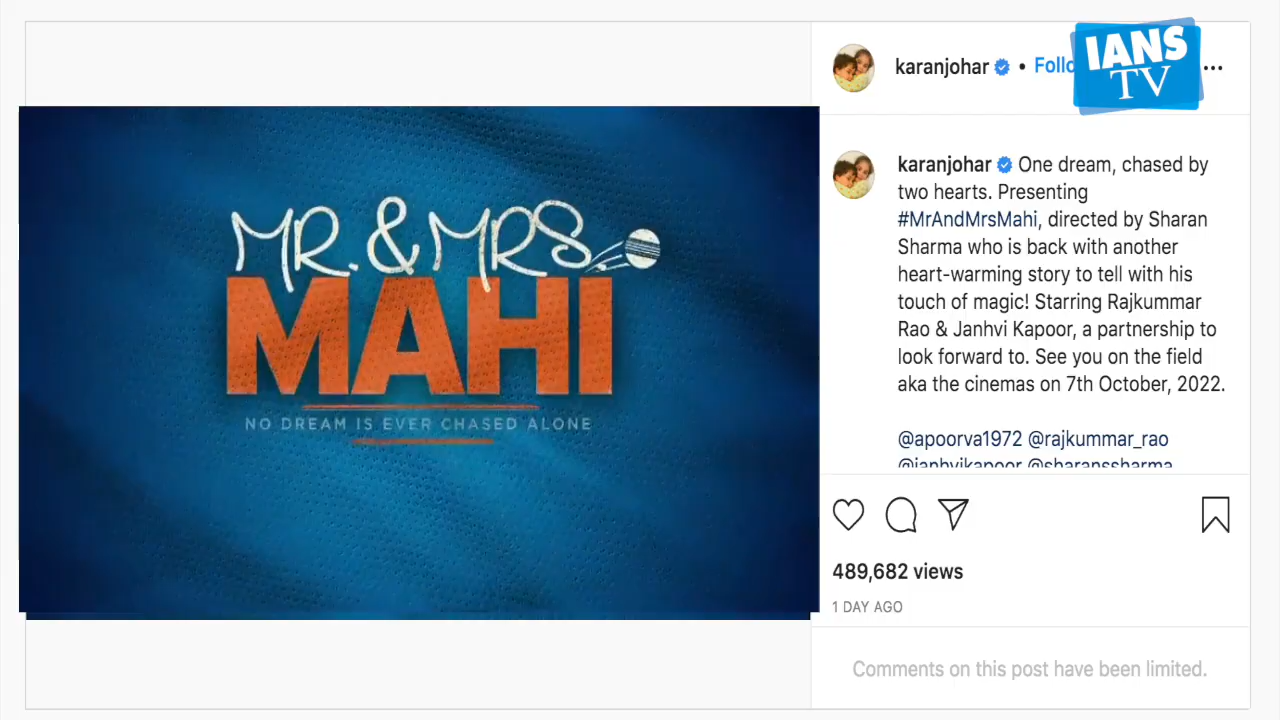 karanjohar • Follo
IANS
TV
MR. & MRS.
MAHI
NO DREAM IS EVER CHASED ALONE
karanjohar One dream, chased by
two hearts. Presenting
#MrAndMrsMahi, directed by Sharan
Sharma who is back with another
heart-warming story to tell with his
touch of magic! Starring Rajkummar
Rao & Janhvi Kapoor, a partnership to
look forward to. See you on the field
aka the cinemas on 7th October, 2022.
@apoorva1972 @rajkummar_rao
@janhvikapoor @sharanssharma
489,682 views
1 DAY AGO
Comments on this post have been limited.